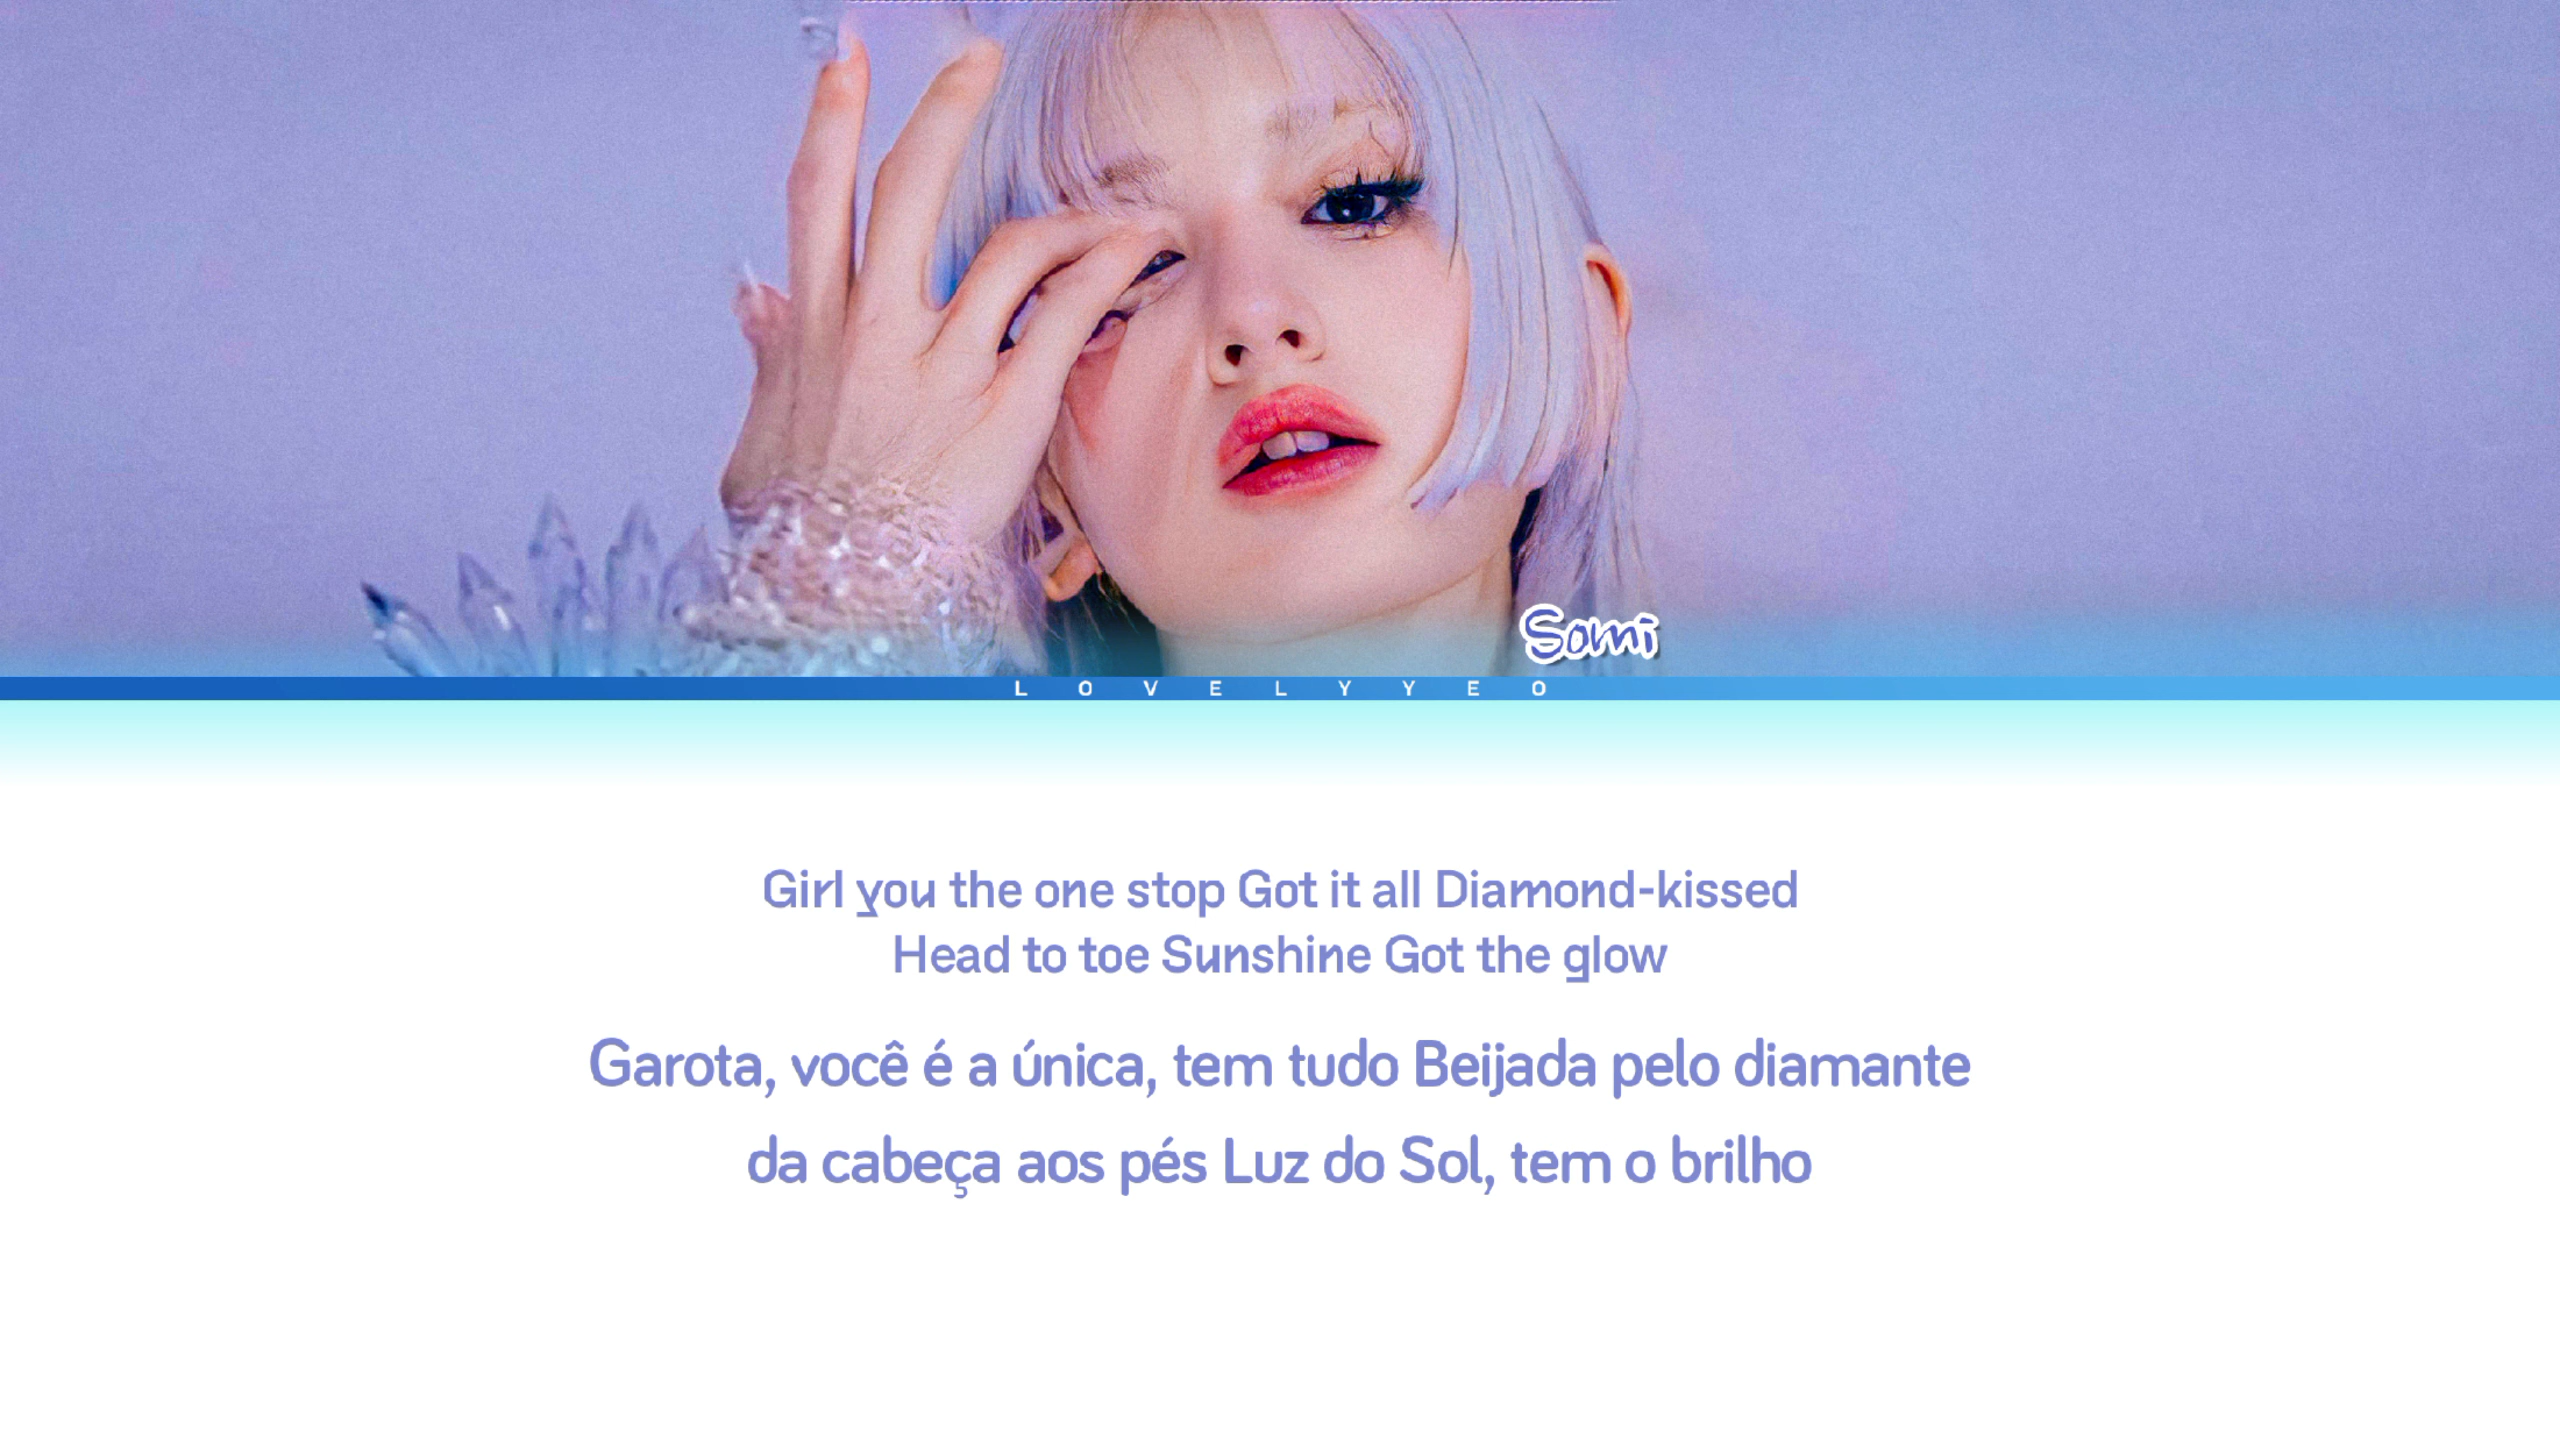 Somi
LOVELYYEO
Girl you the one stop Got it all Diamond-kissed
Head to toe Sunshine Got the glow
Garota, você é a única, tem tudo Beijada pelo diamante
da cabeça aos pés Luz do Sol, tem o brilho